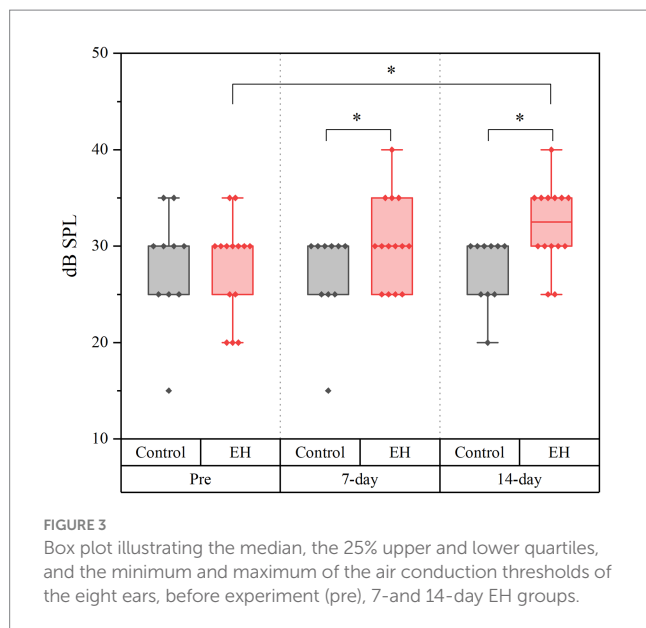 50
40
30
20
10
dB SPL
*
*
*
Control EH Control EH Control EH
Pre 7-day 14-day
FIGURE 3
Box plot illustrating the median, the 25% upper and lower quartiles,
and the minimum and maximum of the air conduction thresholds of
the eight ears, before experiment (pre), 7-and 14-day EH groups.